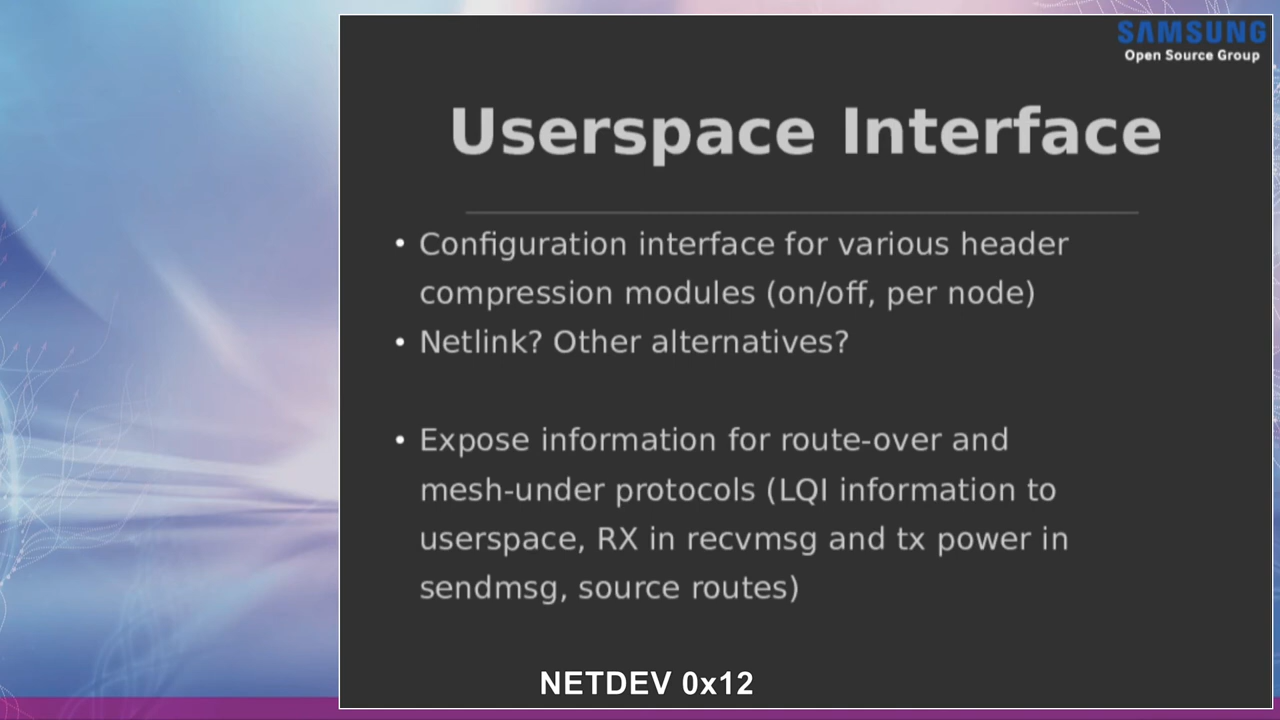 SAMSUNG
Open Source Group
Userspace Interface
• Configuration interface for various header
compression modules (on/off, per node)
• Netlink? Other alternatives?
• Expose information for route-over and
mesh-under protocols (LQI information to
userspace, RX in recvmsg and tx power in
sendmsg, source routes)
NETDEV 0x12